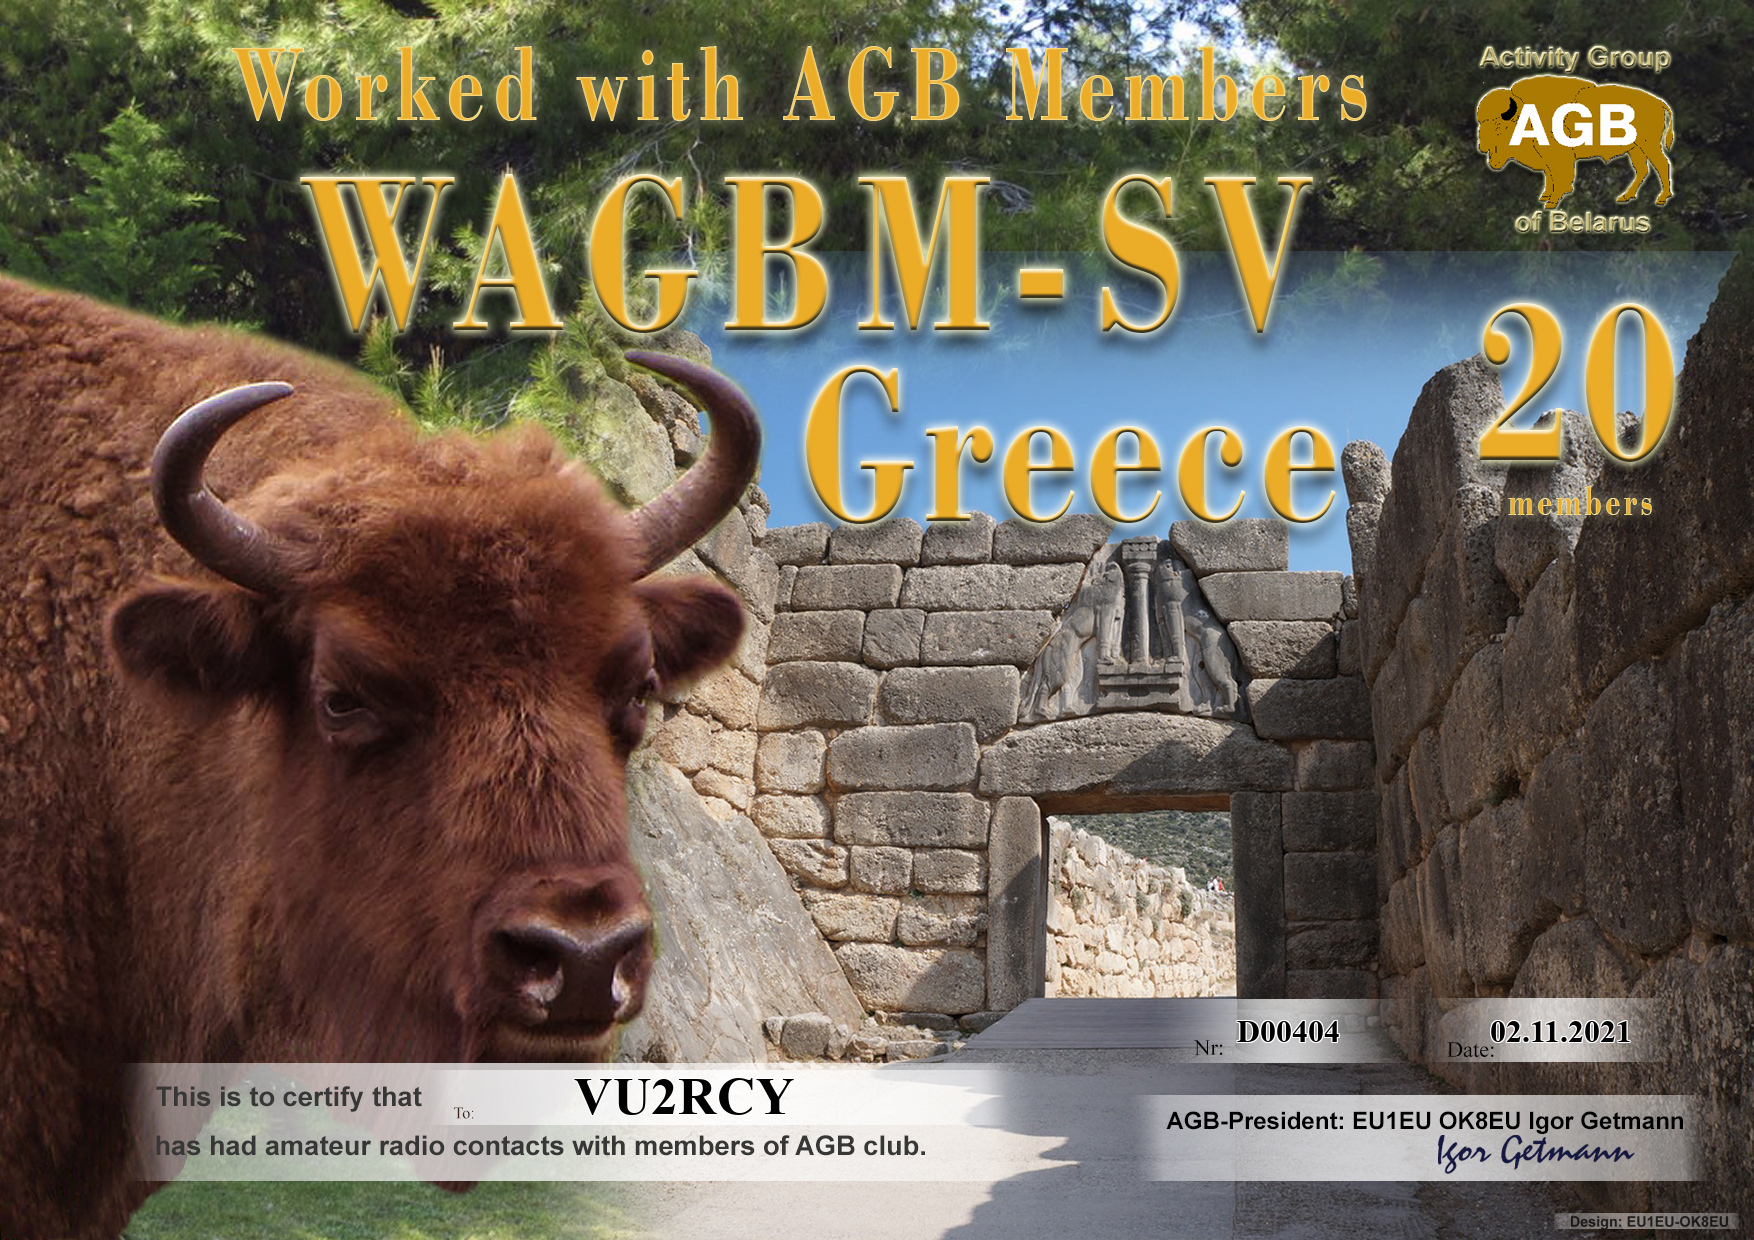 Worked with AGB Members
Activity Group
AGB
of Belarus
WAGBM-SV
Greece
20
members
Nr: D00404
Date: 02.11.2021
This is to certify that
To: VU2RCY
has had amateur radio contacts with members of AGB club.
AGB-President: EU1EU OK8EU Igor Getmann
Igor Getmann
Design: EU1EU-OK8EU